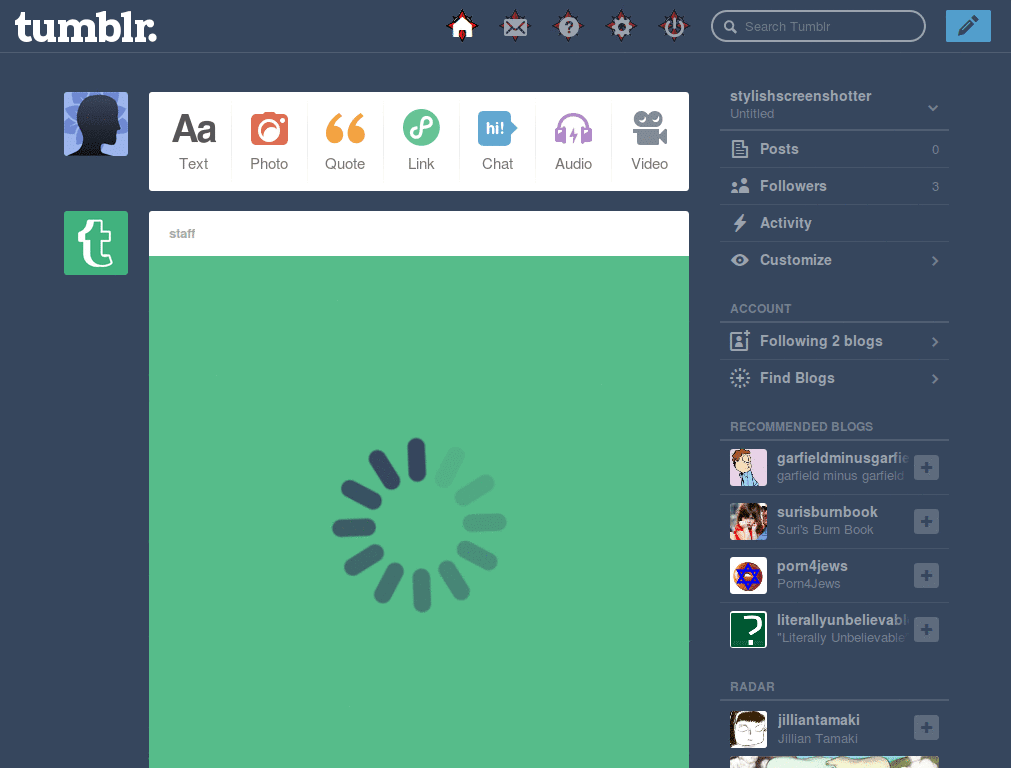 tumblr.
Search Tumblr
Aa
Text
Photo
Quote
Link
hi!
Chat
Audio
Video
t
staff
stylishscreenshotter
Untitled
Posts 0
Followers 3
Activity
Customize
ACCOUNT
Following 2 blogs
Find Blogs
RECOMMENDED BLOGS
garfieldminusgarfie
garfield minus garfield
surisburnbook
Suri's Burn Book
porn4jews
Porn4Jews
?
literallyunbelievabl
"Literally Unbelievable"
RADAR
jilliantamaki
Jillian Tamaki